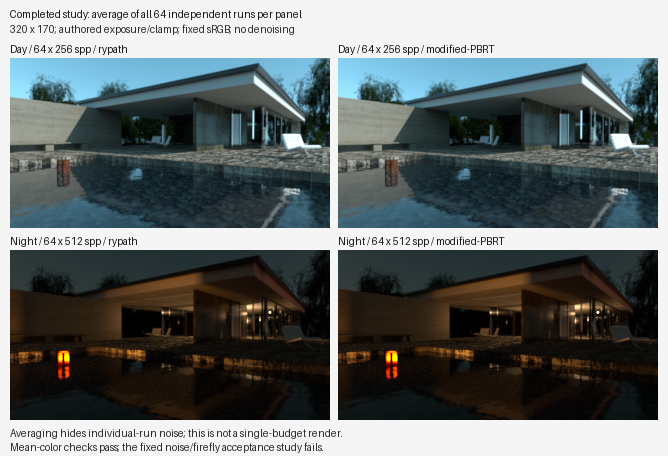 Completed study: average of all 64 independent runs per panel
320 x 170; authored exposure/clamp; fixed sRGB; no denoising
Day / 64 x 256 spp / rypath
Day / 64 x 256 spp / modified-PBRT
Night / 64 x 512 spp / rypath
Night / 64 x 512 spp / modified-PBRT
Averaging hides individual-run noise; this is not a single-budget render.
Mean-color checks pass; the fixed noise/firefly acceptance study fails.